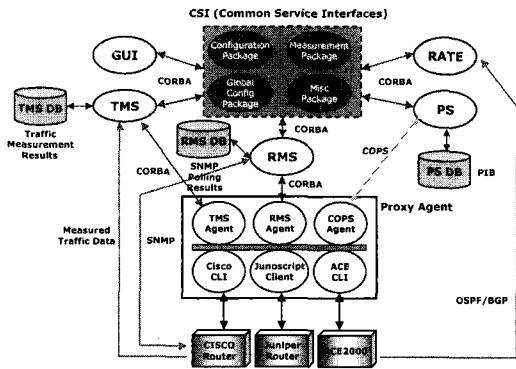 CSI (Common Service Interfaces)
Configuration
Package
Measurement
Package
Global
Config
Package
Misc
Package
GUI
RATE
CORBA
CORBA
TMS DB
TMS
CORBA
CORBA
PS
Traffic
Measurement
Results
RMS DB
CORBA
RMS
COPS
PS DB
PIB
SNMP
Polling
Results
CORBA
CORBA
Proxy Agent
Measured
Traffic Data
SNMP
TMS
Agent
RMS
Agent
COPS
Agent
Cisco
CLI
Junoscript
Client
ACE
CLI
OSPF/BGP
CISCO
Router
Juniper
Router
ACE2000